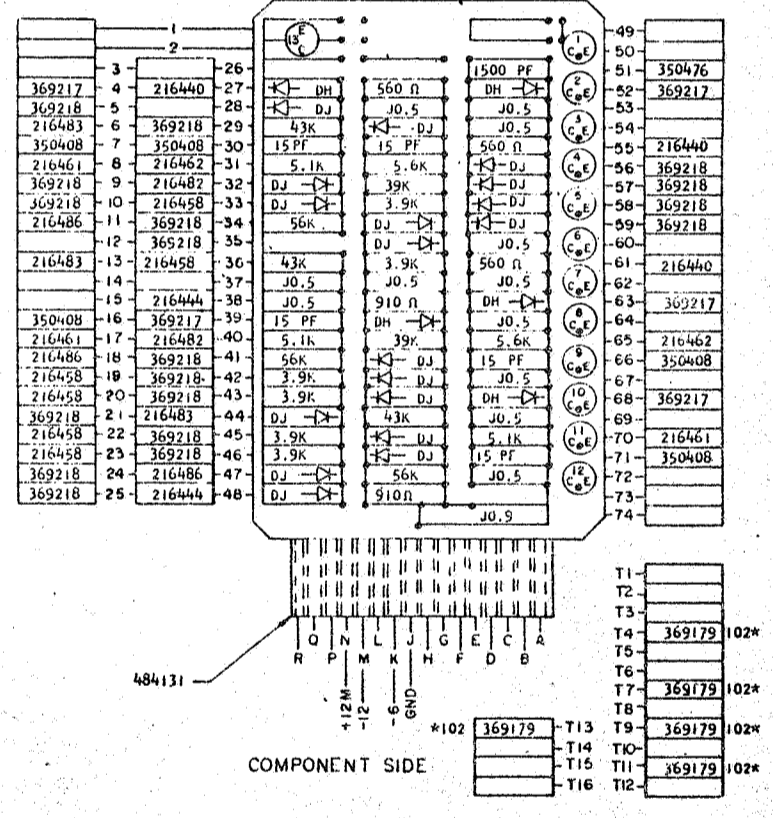 1 49
2 50
3 26 1500 PF 51 350476
369217 4 216440 27 DH 560 Ω DH 52 369217
369218 5 28 DJ J0.5 J0.5 53
216483 6 369218 29 43K DJ J0.5 54
350408 7 350408 30 15 PF 15 PF 560 Ω 55 216440
216461 8 216462 31 5.1K 5.6K DJ 56 369218
369218 9 216482 32 DJ 39K DJ 57 369218
369218 10 216458 33 DJ 3.9K DJ 58 369218
216486 11 369218 34 56K DJ DJ 59 369218
12 369218 35 DJ J0.5 60
216483 13 216458 36 43K 3.9K 560 Ω 61 216440
14 37 J0.5 J0.5 J0.5 62
15 216444 38 J0.5 910 Ω DH 63 369217
350408 16 369217 39 15 PF DH J0.5 64
216461 17 216482 40 5.1K 39K 5.6K 65 216462
216486 18 369218 41 56K DJ 15 PF 66 350408
216458 19 369218 42 3.9K DJ J0.5 67
216458 20 369218 43 3.9K DJ DH 68 369217
369218 21 216483 44 DJ 43K J0.5 69
216458 22 369218 45 3.9K DJ 5.1K 70 216461
216458 23 369218 46 3.9K DJ 15 PF 71 350408
369218 24 216486 47 DJ 56K J0.5 72
369218 25 216444 48 DJ 910Ω 73
J0.9 74
13 E C
1 C E
2 C E
3 C E
4 C E
5 C E
6 C E
7 C E
8 C E
9 C E
10 C E
11 C E
12 C E
R Q P N M L K J H G F E D C B A
+12M -12 -6 GND
484131
COMPONENT SIDE
T1
T2
T3
T4 369179 102*
T5
T6
T7 369179 102*
T8
*102 369179 T13 T9 369179 102*
T14 T10
T15 T11 369179 102*
T16 T12